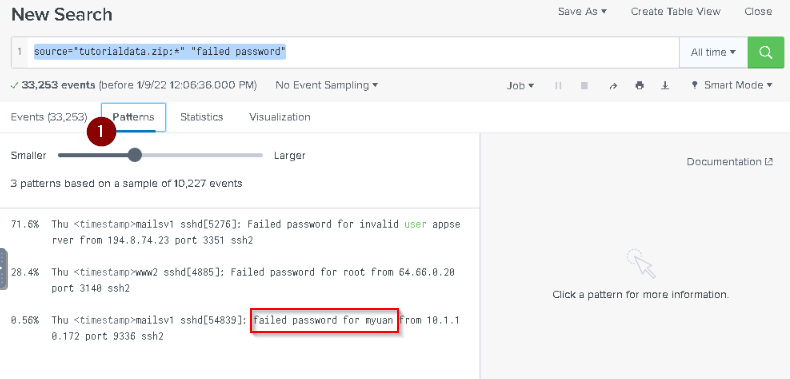 New Search
Save As ▾ Create Table View Close
1 source="tutorialdata.zip:*" "failed password"
All time ▾
✓ 33,253 events (before 1/9/22 12:06:36.000 PM) No Event Sampling ▾ Job ▾ Smart Mode ▾
Events (33,253) Patterns Statistics Visualization
1
Smaller Larger
Documentation
3 patterns based on a sample of 10,227 events
71.6% Thu <timestamp>mailsv1 sshd[5276]: Failed password for invalid user appse
rver from 194.8.74.23 port 3351 ssh2
28.4% Thu <timestamp>www2 sshd[4885]: Failed password for root from 64.66.0.20
port 3140 ssh2
Click a pattern for more information.
0.56% Thu <timestamp>mailsv1 sshd[54839]: failed password for myuan from 10.1.1
0.172 port 9336 ssh2